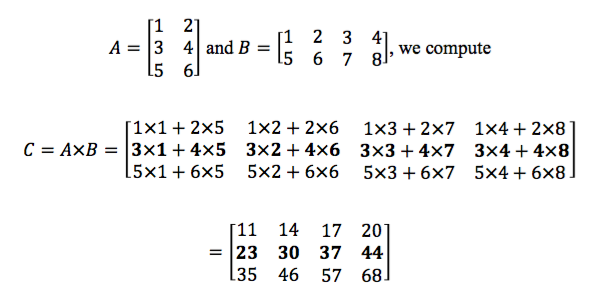 A = [1 2
3 4
5 6] and B = [1 2 3 4
5 6 7 8], we compute
C = A×B = [1×1 + 2×5 1×2 + 2×6 1×3 + 2×7 1×4 + 2×8
3×1 + 4×5 3×2 + 4×6 3×3 + 4×7 3×4 + 4×8
5×1 + 6×5 5×2 + 6×6 5×3 + 6×7 5×4 + 6×8]
= [11 14 17 20
23 30 37 44
35 46 57 68]